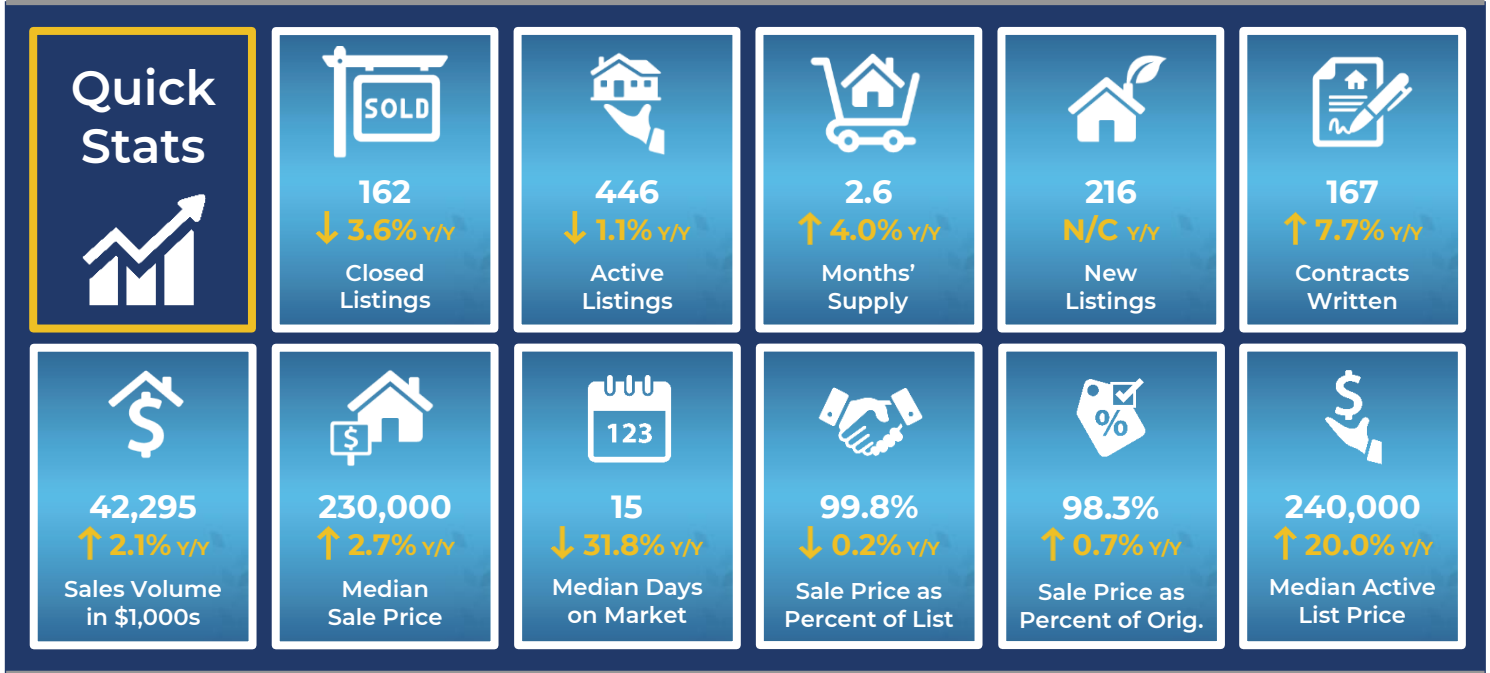 Quick
Stats
SOLD
162
↓ 3.6% Y/Y
Closed
Listings
446
↓ 1.1% Y/Y
Active
Listings
2.6
↑ 4.0% Y/Y
Months’
Supply
216
N/C Y/Y
New
Listings
167
↑ 7.7% Y/Y
Contracts
Written
$
42,295
↑ 2.1% Y/Y
Sales Volume
in $1,000s
$
230,000
↑ 2.7% Y/Y
Median
Sale Price
123
15
↓ 31.8% Y/Y
Median Days
on Market
99.8%
↓ 0.2% Y/Y
Sale Price as
Percent of List
%
98.3%
↑ 0.7% Y/Y
Sale Price as
Percent of Orig.
$
240,000
↑ 20.0% Y/Y
Median Active
List Price